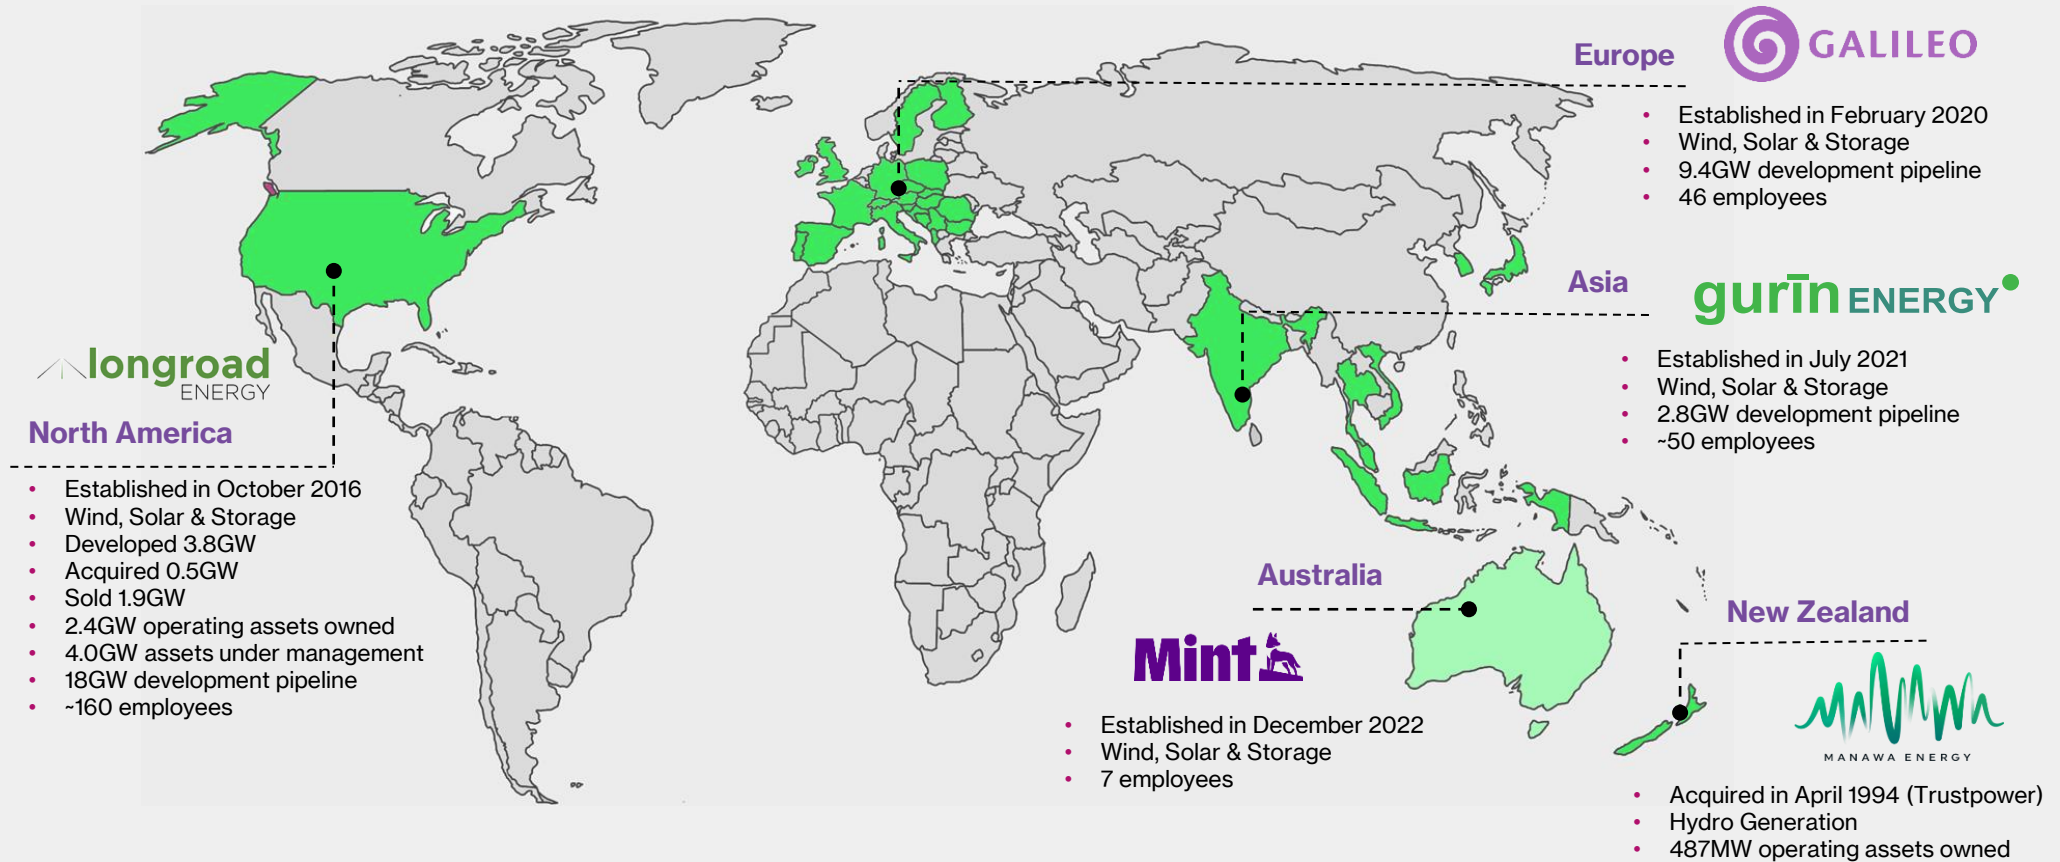 GALILEO
Europe
• Established in February 2020
• Wind, Solar & Storage
• 9.4GW development pipeline
• 46 employees
Asia
gurīn ENERGY
• Established in July 2021
• Wind, Solar & Storage
• 2.8GW development pipeline
• ~50 employees
longroad
ENERGY
North America
• Established in October 2016
• Wind, Solar & Storage
• Developed 3.8GW
• Acquired 0.5GW
• Sold 1.9GW
• 2.4GW operating assets owned
• 4.0GW assets under management
• 18GW development pipeline
• ~160 employees
Australia
Mint
• Established in December 2022
• Wind, Solar & Storage
• 7 employees
New Zealand
MANAWA
MANAWA ENERGY
• Acquired in April 1994 (Trustpower)
• Hydro Generation
• 487MW operating assets owned